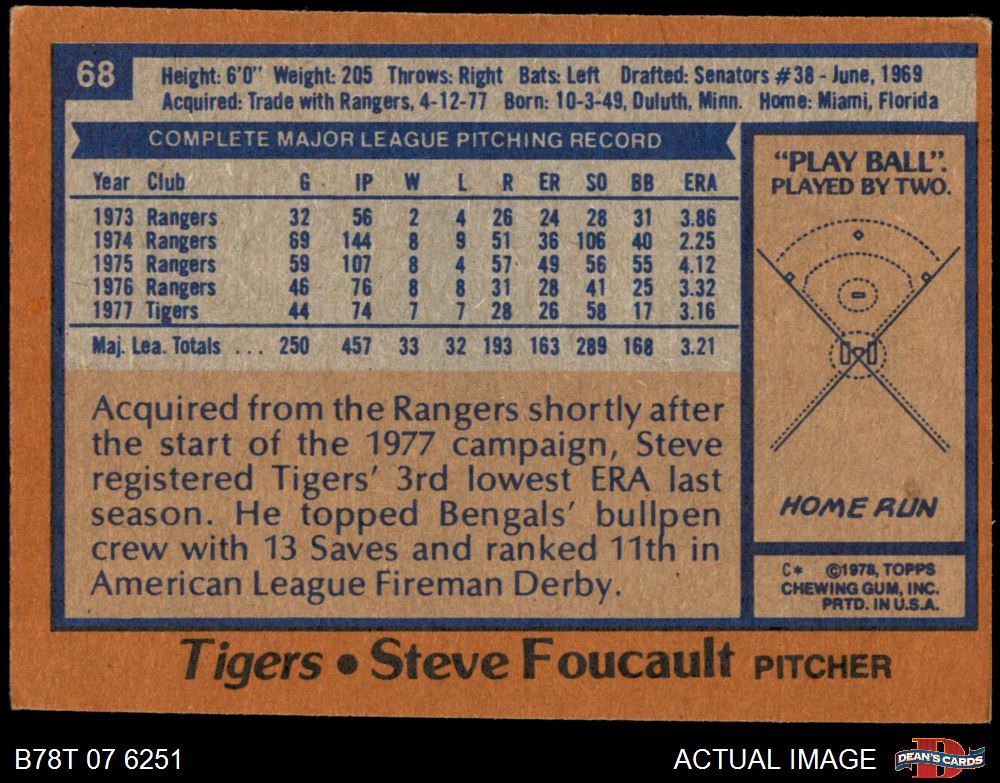 68
Height: 6'0" Weight: 205 Throws: Right Bats: Left Drafted: Senators #38 - June, 1969
Acquired: Trade with Rangers, 4-12-77 Born: 10-3-49, Duluth, Minn. Home: Miami, Florida
COMPLETE MAJOR LEAGUE PITCHING RECORD
Year Club G IP W L R ER SO BB ERA
1973 Rangers 32 56 2 4 26 24 28 31 3.86
1974 Rangers 69 144 8 9 51 36 106 40 2.25
1975 Rangers 59 107 8 4 57 49 56 55 4.12
1976 Rangers 46 76 8 8 31 28 41 25 3.32
1977 Tigers 44 74 7 7 28 26 58 17 3.16
Maj. Lea. Totals ... 250 457 33 32 193 163 289 168 3.21
Acquired from the Rangers shortly after
the start of the 1977 campaign, Steve
registered Tigers' 3rd lowest ERA last
season. He topped Bengals' bullpen
crew with 13 Saves and ranked 11th in
American League Fireman Derby.
"PLAY BALL".
PLAYED BY TWO.
HOME RUN
C* ©1978, TOPPS
CHEWING GUM, INC.
PRTD. IN U.S.A.
Tigers • Steve Foucault PITCHER
B78T 07 6251
ACTUAL IMAGE
D
DEAN'S CARDS